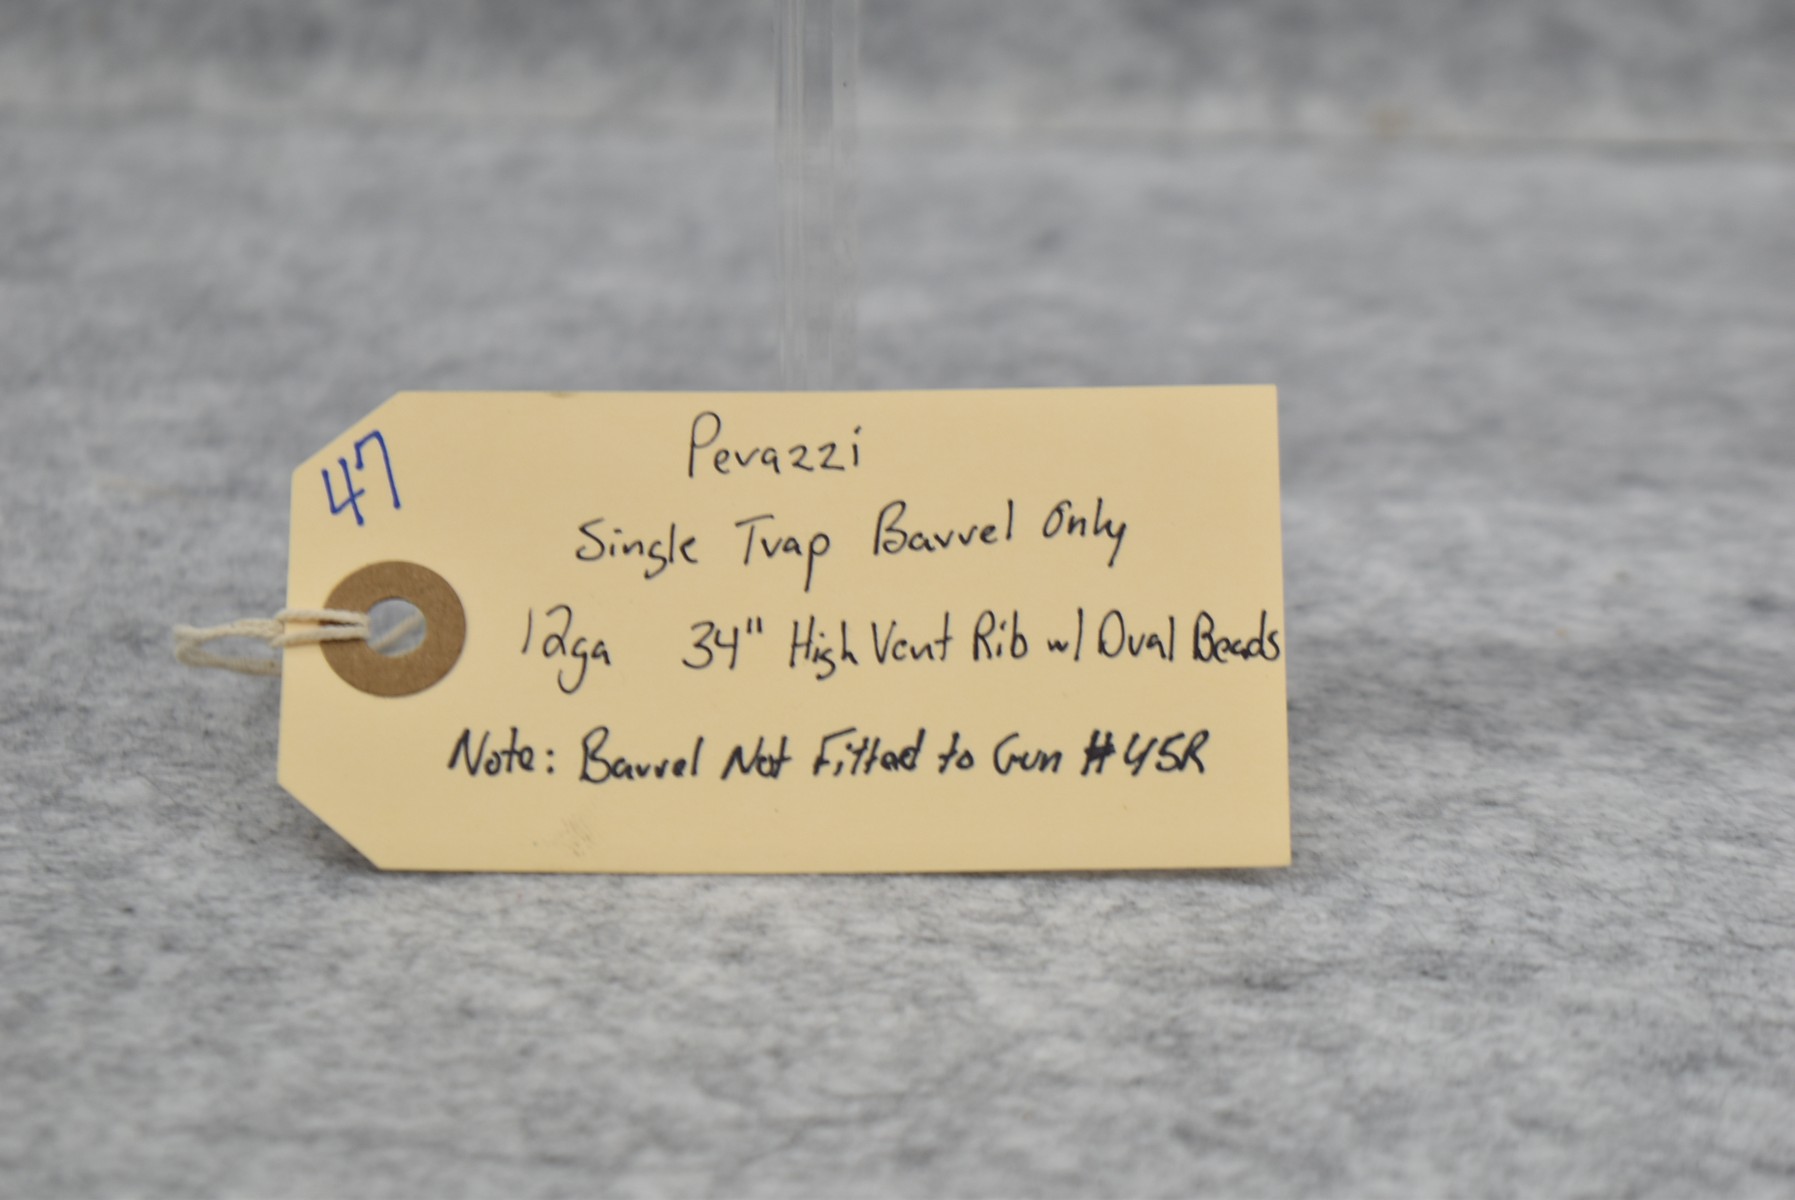 47
Perazzi
Single Trap Barrel Only
12ga 34" High Vent Rib w/ Oval Beads
Note: Barrel Not Fitted to Gun #45R